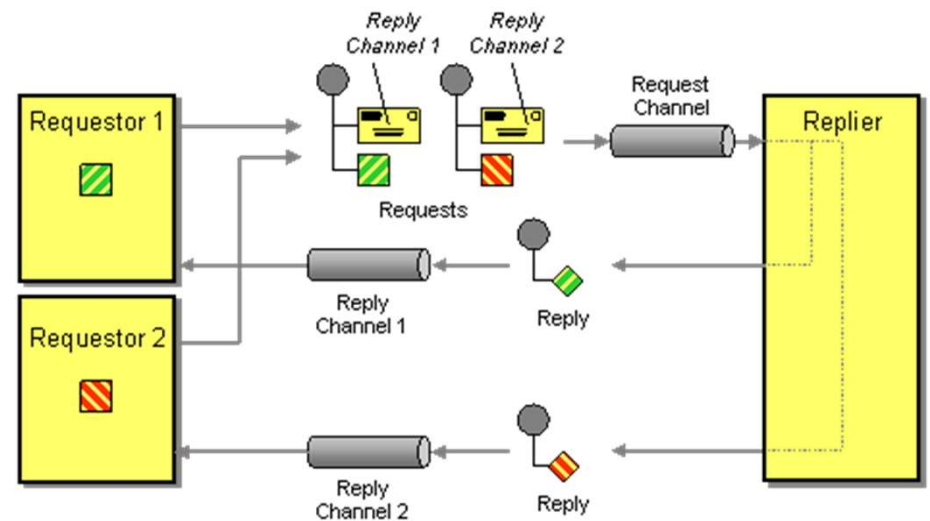 Reply
Channel 1
Reply
Channel 2
Request
Channel
Requestor 1
Replier
Requests
Reply
Channel 1
Reply
Requestor 2
Reply
Channel 2
Reply